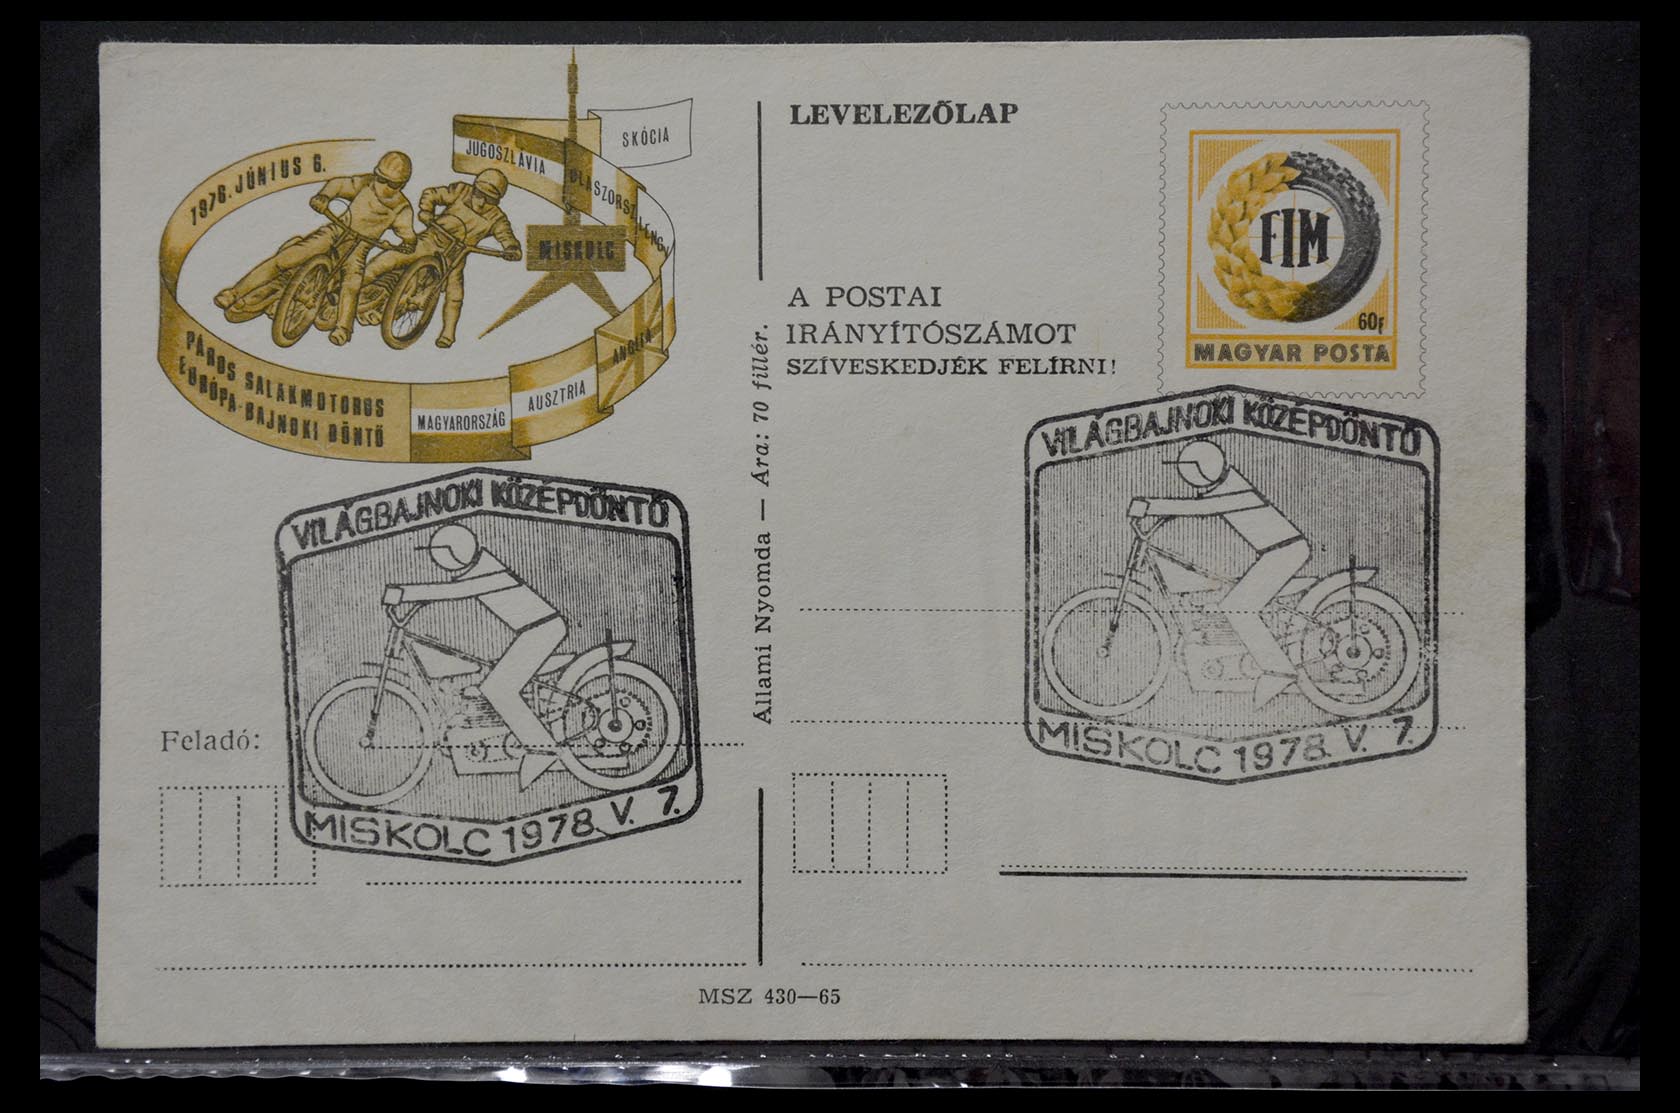 1976. JÚNIUS 6.
JUGOSZLÁVIA
SKÓCIA
MISKOLC
ANGLIA
AUSZTRIA
MAGYARORSZÁG
PÁROS SALAKMOTOROS
EURÓPA-BAJNOKI DÖNTŐ
VILÁGBAJNOKI KÖZÉPDÖNTŐ
MISKOLC 1978. V. 7.
Feladó:
Állami Nyomda — Ára: 70 fillér.
LEVELEZŐLAP
A POSTAI
IRÁNYÍTÓSZÁMOT
SZÍVESKEDJÉK FELÍRNI!
FIM
60f
MAGYAR POSTA
VILÁGBAJNOKI KÖZÉPDÖNTŐ
MISKOLC 1978. V. 7.
MSZ 430—65